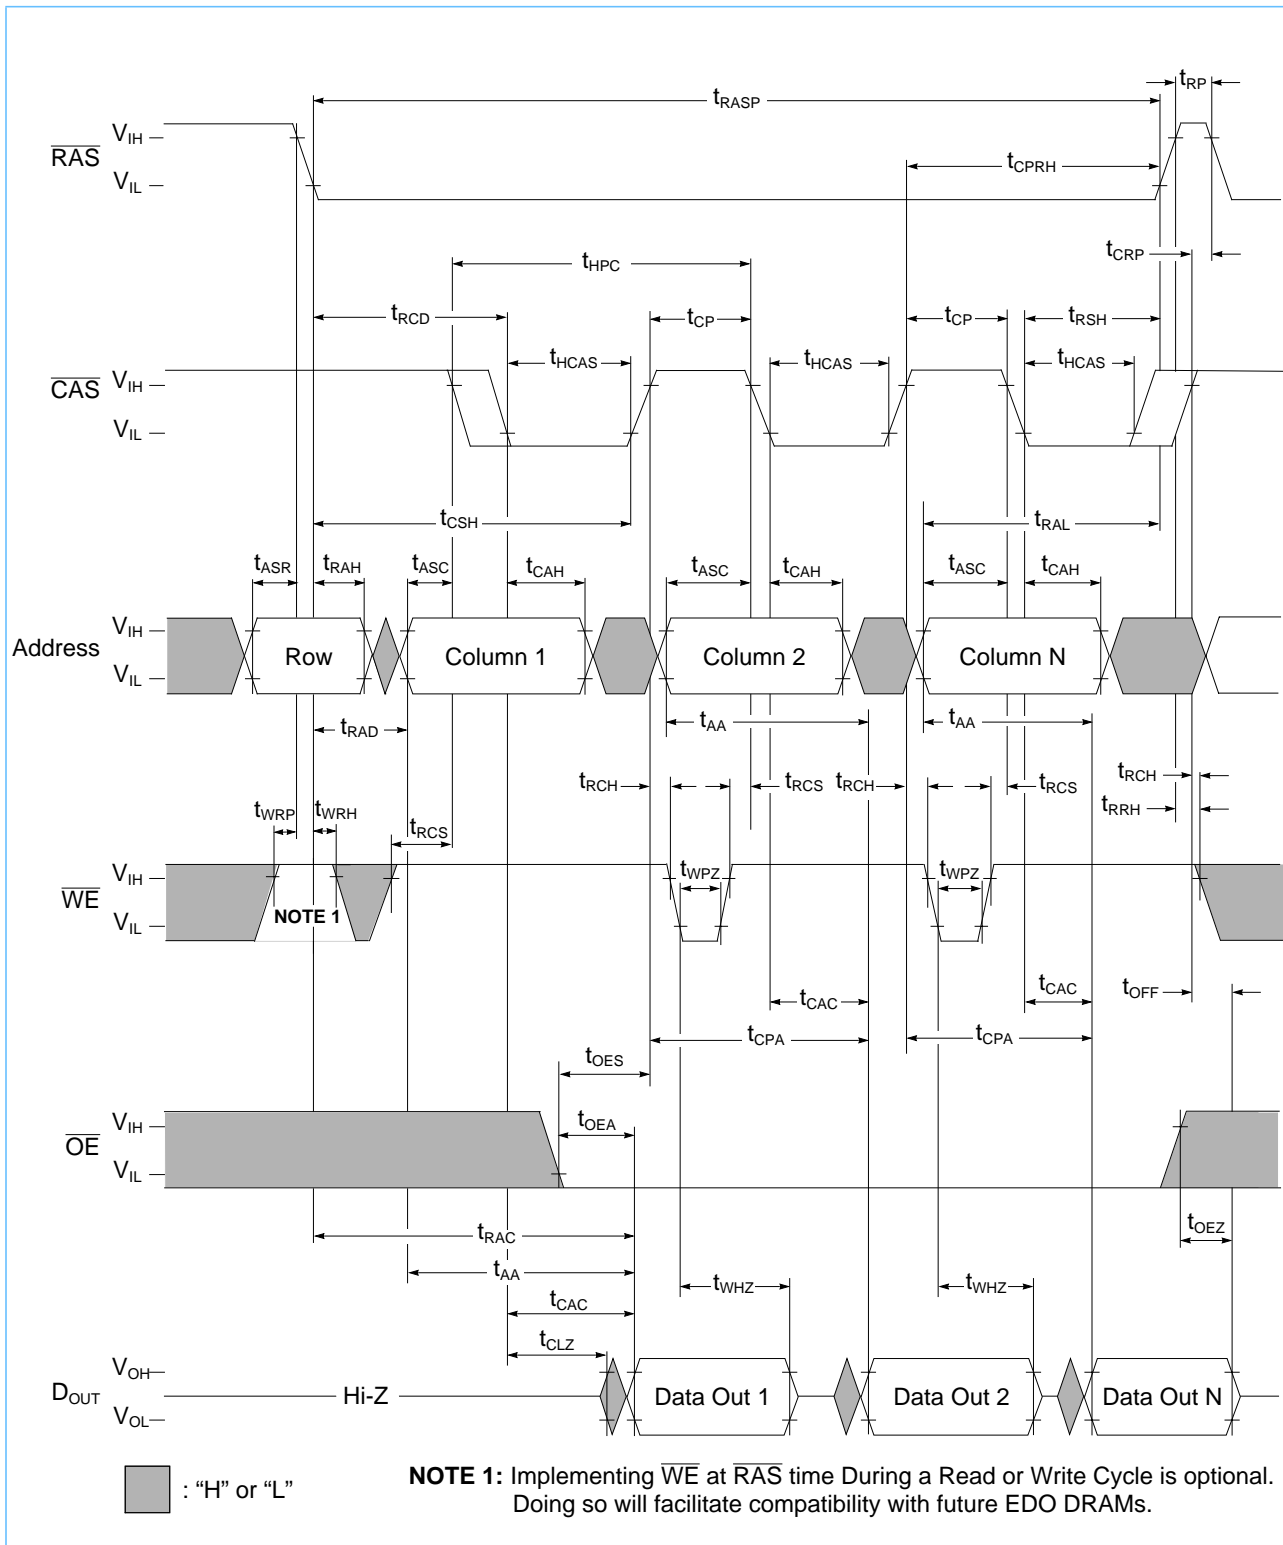 tRP
tRASP
VIH
RAS
tCPRH
VIL
tCRP
tHPC
tRCD tCP tCP tRSH
tHCAS tHCAS tHCAS
VIH
CAS
VIL
tCSH tRAL
tASR tRAH tASC tCAH tASC tCAH tASC tCAH
VIH
Address Row Column 1 Column 2 Column N
VIL
tRAD tAA tAA
tRCH tRCS tRCH tRCS tRCH
tWRP tWRH tRCS tRRH
VIH tWPZ tWPZ
WE NOTE 1
VIL
tCAC tCAC tOFF
tCPA tCPA
tOES
VIH tOEA
OE
VIL
tRAC tOEZ
tAA tWHZ tWHZ
tCAC
tCLZ
VOH
DOUT Hi-Z Data Out 1 Data Out 2 Data Out N
VOL
: “H” or “L”
NOTE 1: Implementing WE at RAS time During a Read or Write Cycle is optional.
Doing so will facilitate compatibility with future EDO DRAMs.